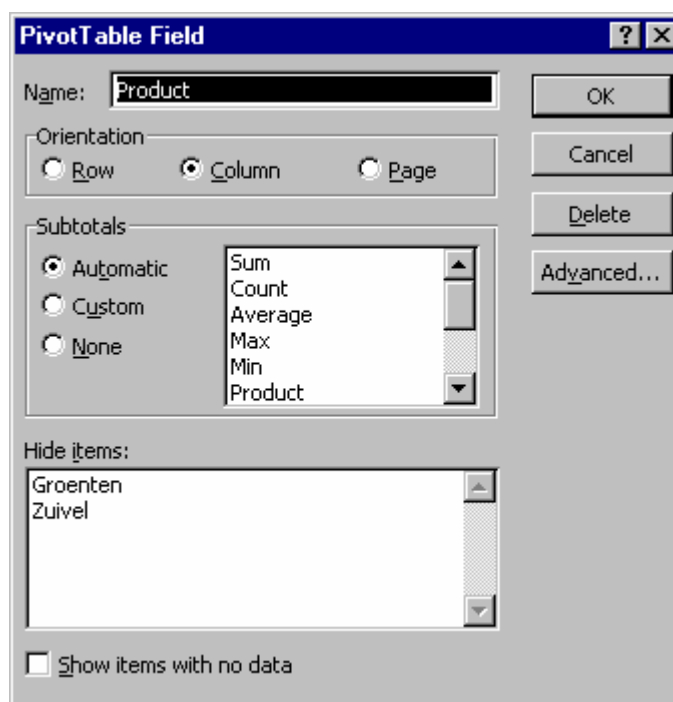 PivotTable Field
Name: Product
OK
Orientation
Row Column Page
Cancel
Delete
Subtotals
Automatic
Custom
None
Sum
Count
Average
Max
Min
Product
Advanced...
Hide items:
Groenten
Zuivel
Show items with no data